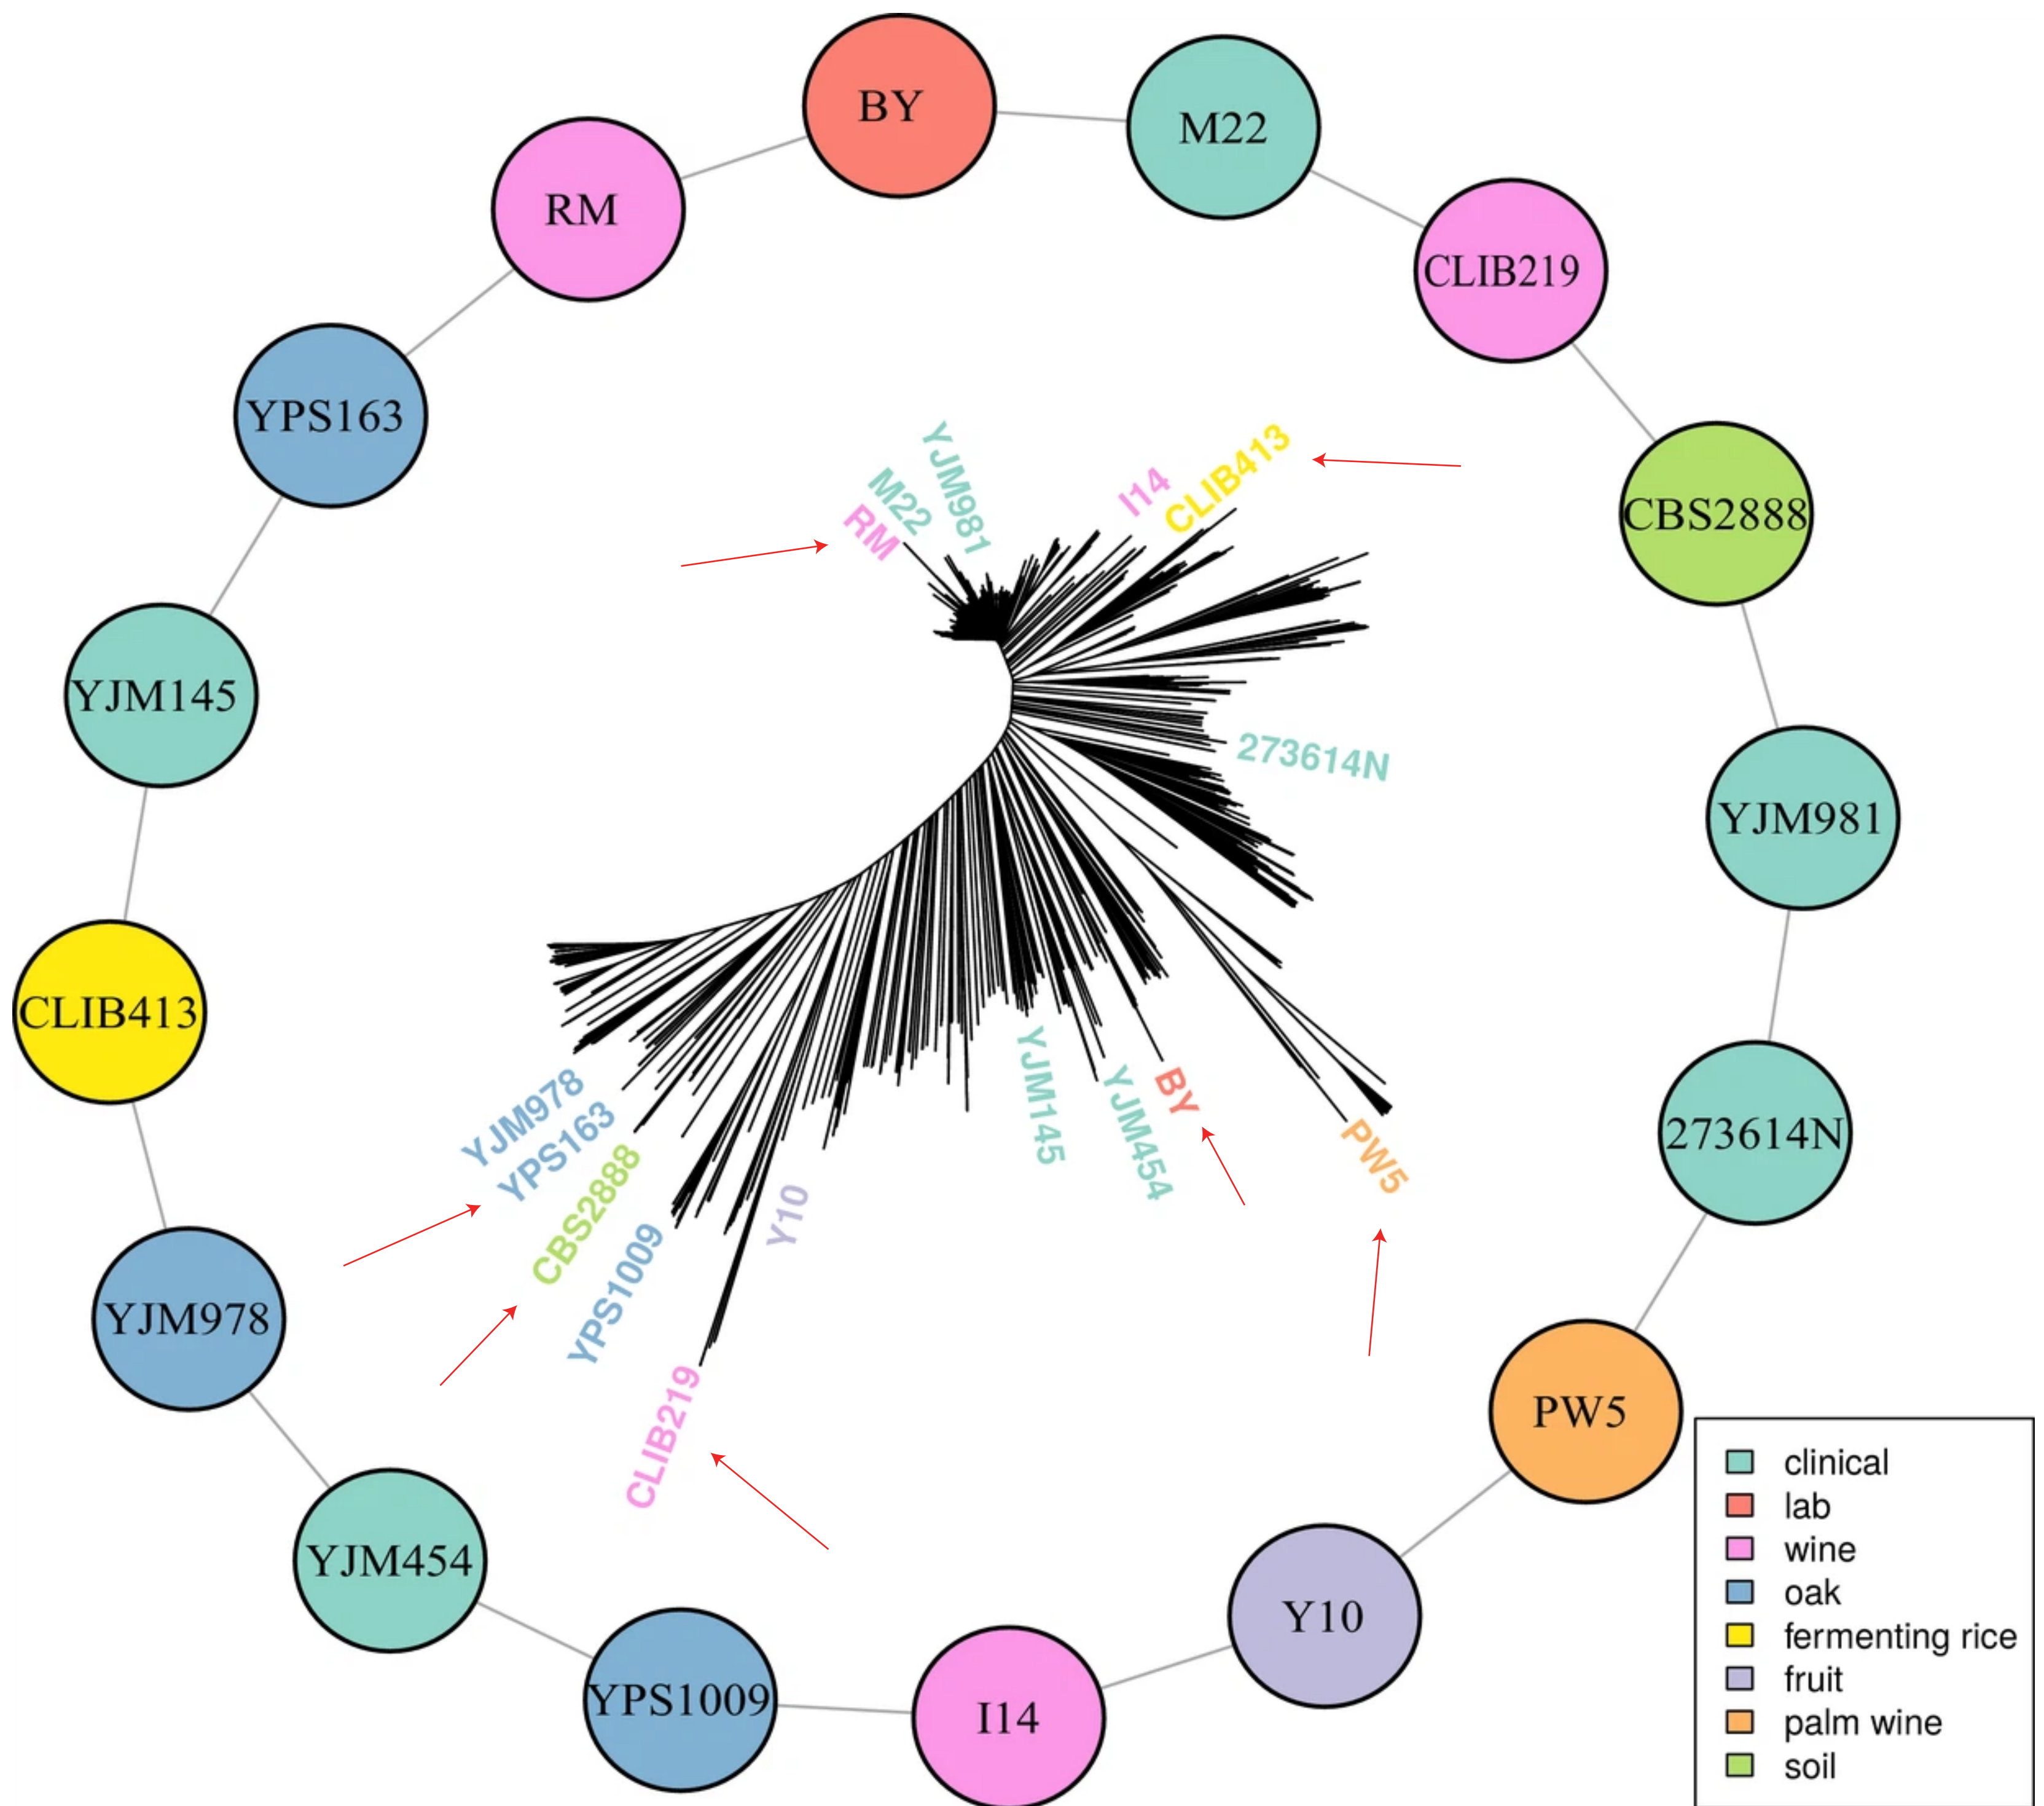 BY
M22
RM
CLIB219
YPS163
CBS2888
YJM981
M22
RM
I14
CLIB413
YJM145
273614N
YJM981
CLIB413
YJM978
YPS163
CBS2888
YPS1009
CLIB219
Y10
YJM145
YJM454
BY
PW5
273614N
YJM978
PW5
YJM454
Y10
YPS1009
I14
clinical
lab
wine
oak
fermenting rice
fruit
palm wine
soil